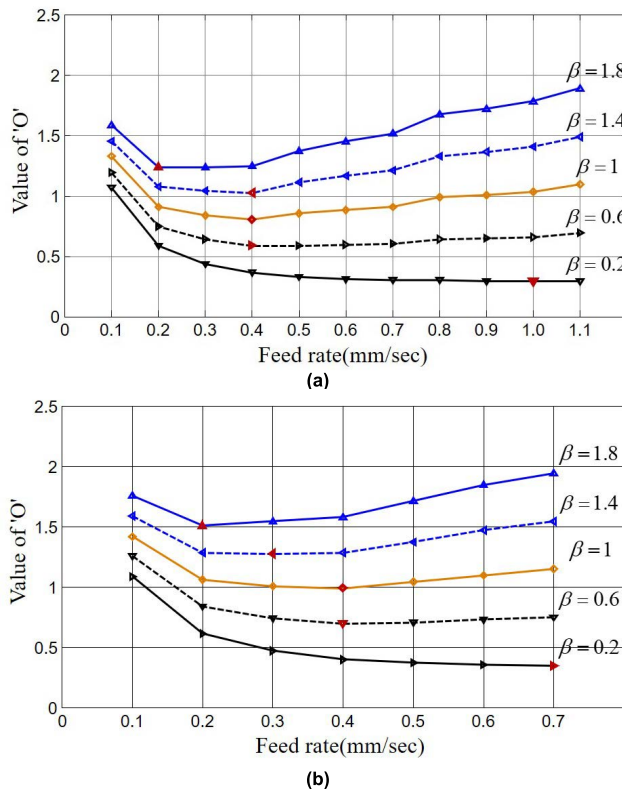 2.5
2
1.5
1
0.5
0
Value of 'O'
β = 1.8
β = 1.4
β = 1
β = 0.6
β = 0.2
0 0.1 0.2 0.3 0.4 0.5 0.6 0.7 0.8 0.9 1.0 1.1
Feed rate(mm/sec)
(a)
2.5
2
1.5
1
0.5
0
Value of 'O'
β = 1.8
β = 1.4
β = 1
β = 0.6
β = 0.2
0 0.1 0.2 0.3 0.4 0.5 0.6 0.7
Feed rate(mm/sec)
(b)